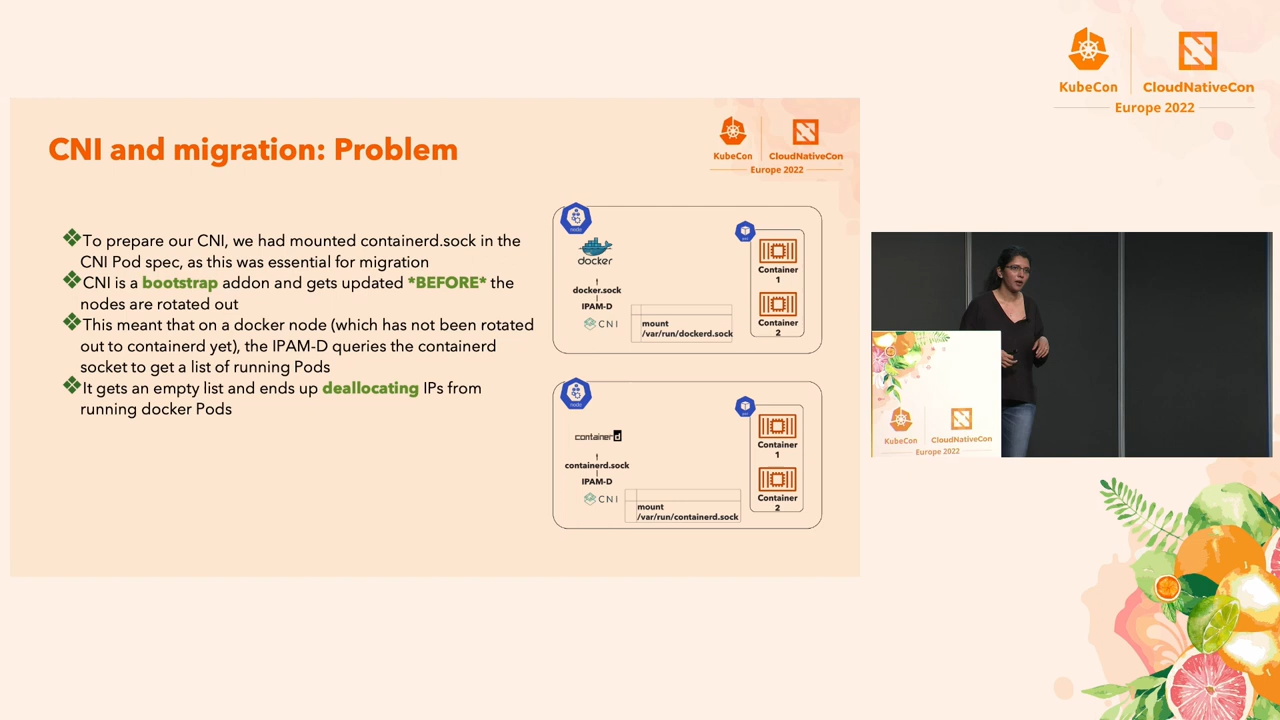 KubeCon
CloudNativeCon
Europe 2022
CNI and migration: Problem
KubeCon
CloudNativeCon
Europe 2022
❖To prepare our CNI, we had mounted containerd.sock in the
CNI Pod spec, as this was essential for migration
❖CNI is a bootstrap addon and gets updated *BEFORE* the
nodes are rotated out
❖This meant that on a docker node (which has not been rotated
out to containerd yet), the IPAM-D queries the containerd
socket to get a list of running Pods
❖It gets an empty list and ends up deallocating IPs from
running docker Pods
node
docker
docker.sock
IPAM-D
CNI
mount
/var/run/dockerd.sock
Container
1
Container
2
node
containerd
containerd.sock
IPAM-D
CNI
mount
/var/run/containerd.sock
Container
1
Container
2
KubeCon
CloudNativeCon
Europe 2022